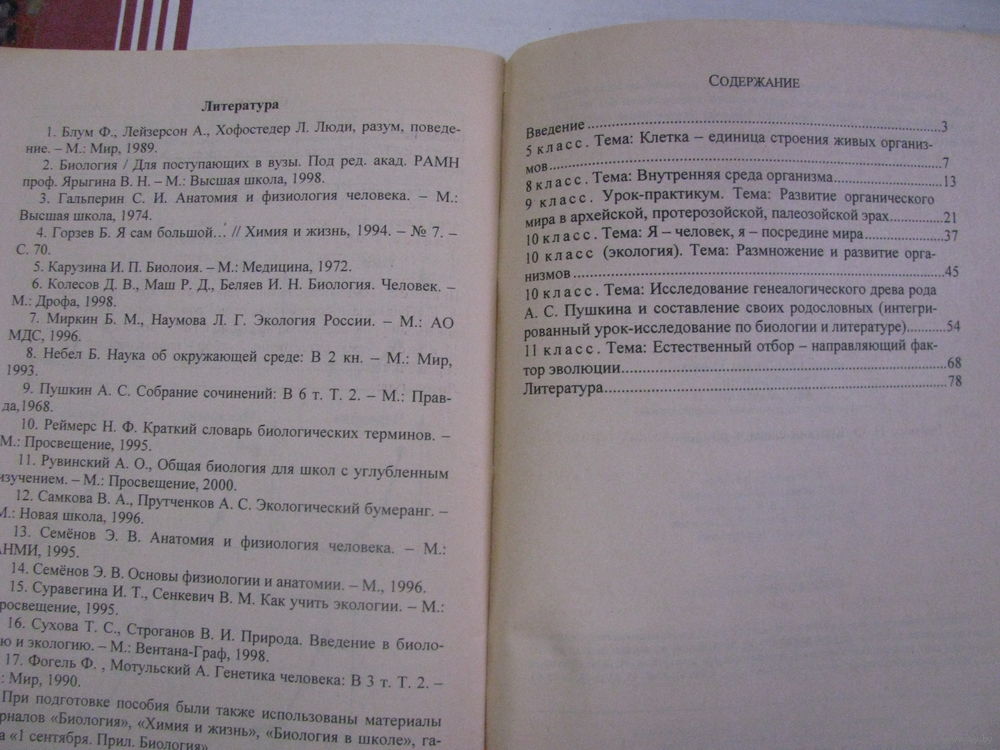 Литература
1. Блум Ф., Лейзерсон А., Хофостедер Л. Люди, разум, поведе-
ние. – М.: Мир, 1989.
2. Биология / Для поступающих в вузы. Под ред. акад. РАМН
проф. Ярыгина В. Н. – М.: Высшая школа, 1998.
3. Гальперин С. И. Анатомия и физиология человека. – М.:
Высшая школа, 1974.
4. Горзев Б. Я сам большой... // Химия и жизнь, 1994. – № 7. –
С. 70.
5. Карузина И. П. Биолоия. – М.: Медицина, 1972.
6. Колесов Д. В., Маш Р. Д., Беляев И. Н. Биология. Человек. –
М.: Дрофа, 1998.
7. Миркин Б. М., Наумова Л. Г. Экология России. – М.: АО
МДС, 1996.
8. Небел Б. Наука об окружающей среде: В 2 кн. – М.: Мир,
1993.
9. Пушкин А. С. Собрание сочинений: В 6 т. Т. 2. – М.: Прав-
да,1968.
10. Реймерс Н. Ф. Краткий словарь биологических терминов. –
М.: Просвещение, 1995.
11. Рувинский А. О., Общая биология для школ с углубленным
изучением. – М.: Просвещение, 2000.
12. Самкова В. А., Прутченков А. С. Экологический бумеранг. –
М.: Новая школа, 1996.
13. Семёнов Э. В. Анатомия и физиология человека. – М.:
АНМИ, 1995.
14. Семёнов Э. В. Основы физиологии и анатомии. – М., 1996.
15. Суравегина И. Т., Сенкевич В. М. Как учить экологии. – М.:
росвещение, 1995.
16. Сухова Т. С., Строганов В. И. Природа. Введение в биоло-
ю и экологию. – М.: Вентана-Граф, 1998.
17. Фогель Ф. , Мотульский А. Генетика человека: В 3 т. Т. 2. –
: Мир, 1990.
При подготовке пособия были также использованы материалы
рналов «Биология», «Химия и жизнь», «Биология в школе», га-
а «1 сентября. Прил. Биология»
СОДЕРЖАНИЕ
Введение ........ 3
5 класс. Тема: Клетка – единица строения живых организ-
мов ........ 7
8 класс. Тема: Внутренняя среда организма ........ 13
9 класс. Урок-практикум. Тема: Развитие органического
мира в архейской, протерозойской, палеозойской эрах ........ 21
10 класс. Тема: Я – человек, я – посредине мира ........ 37
10 класс (экология). Тема: Размножение и развитие орга-
низмов ........ 45
10 класс. Тема: Исследование генеалогического древа рода
А. С. Пушкина и составление своих родословных (интегри-
рованный урок-исследование по биологии и литературе) ........ 54
11 класс. Тема: Естественный отбор – направляющий фак-
тор эволюции ........ 68
Литература ........ 78